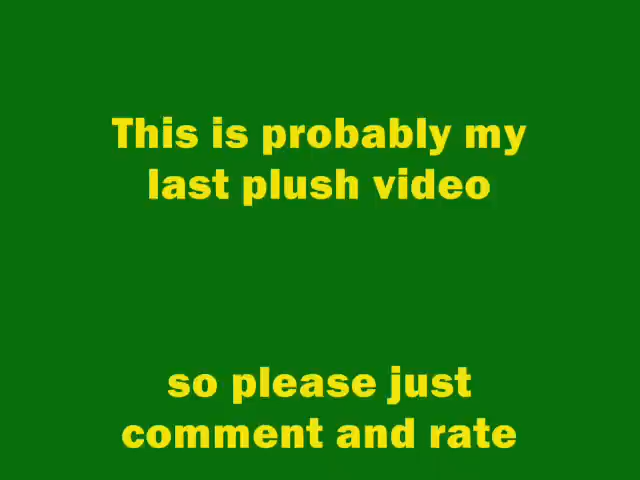 This is probably my
last plush video
so please just
comment and rate